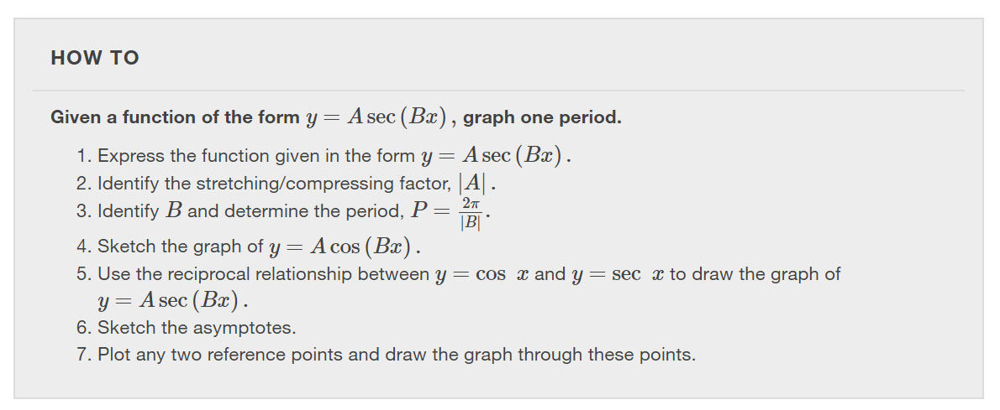 HOW TO
Given a function of the form y = A sec (Bx), graph one period.
1. Express the function given in the form y = A sec (Bx).
2. Identify the stretching/compressing factor, |A|.
3. Identify B and determine the period, P = 2π/|B|.
4. Sketch the graph of y = A cos (Bx).
5. Use the reciprocal relationship between y = cos x and y = sec x to draw the graph of
y = A sec (Bx).
6. Sketch the asymptotes.
7. Plot any two reference points and draw the graph through these points.